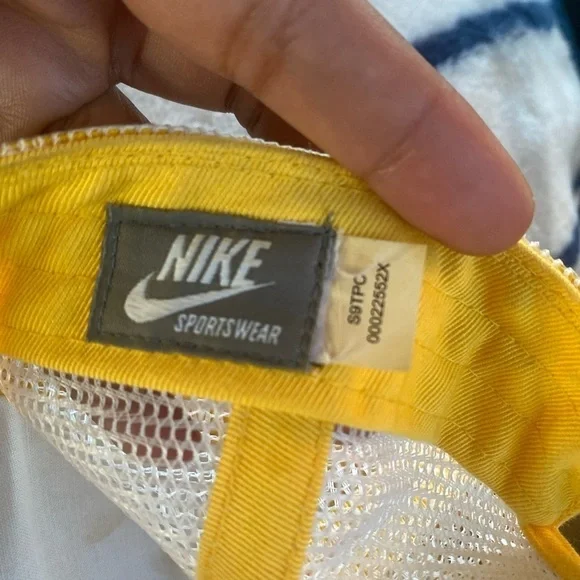 NIKE
SPORTSWEAR
S9TPC
00022552X